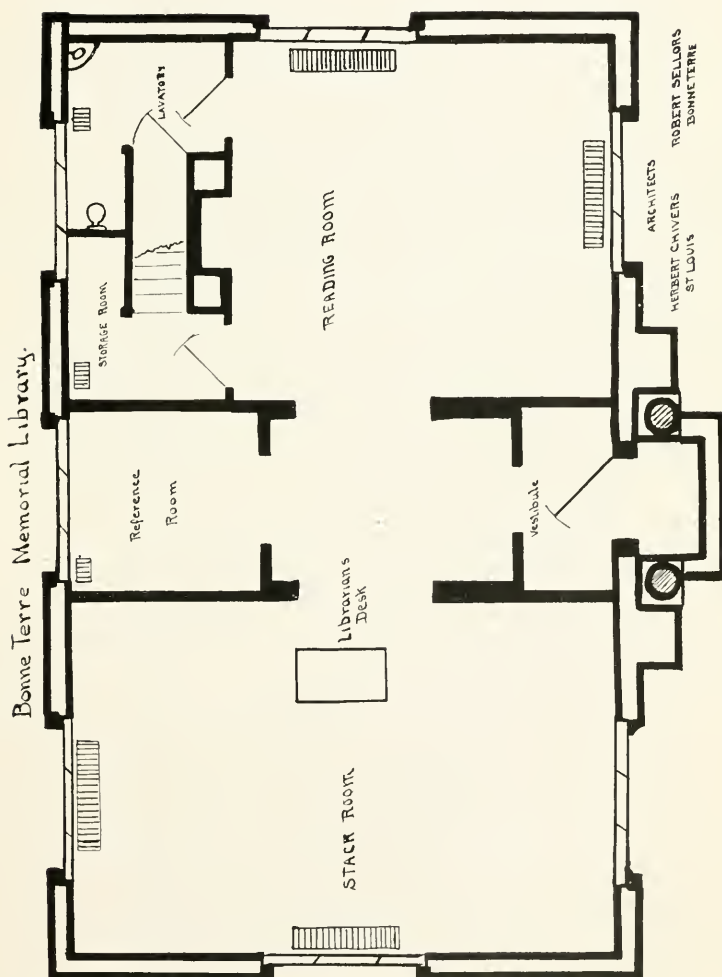 Bonne Terre Memorial Library.
STORAGE ROOM
LAVATORY
Reference
Room
STACK ROOM
Librarians
Desk
READING ROOM
Vestibule
ARCHITECTS
HERBERT CHIVERS
ST LOUIS
ROBERT SELLORS
BONNETERRE